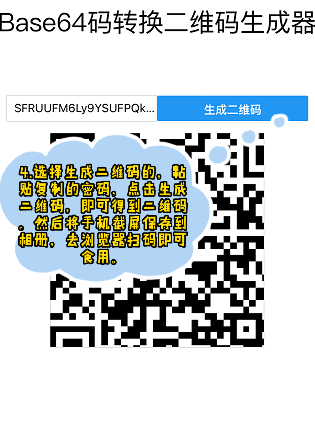 Base64码转换二维码生成器
SFRUUFM6Ly9YSUFPQk...
生成二维码
4.选择生成二维码的，黏
贴复制的密码，点击生成
二维码，即可得到二维码
。然后将手机截屏保存到
相册，去浏览器扫码即可
食用。